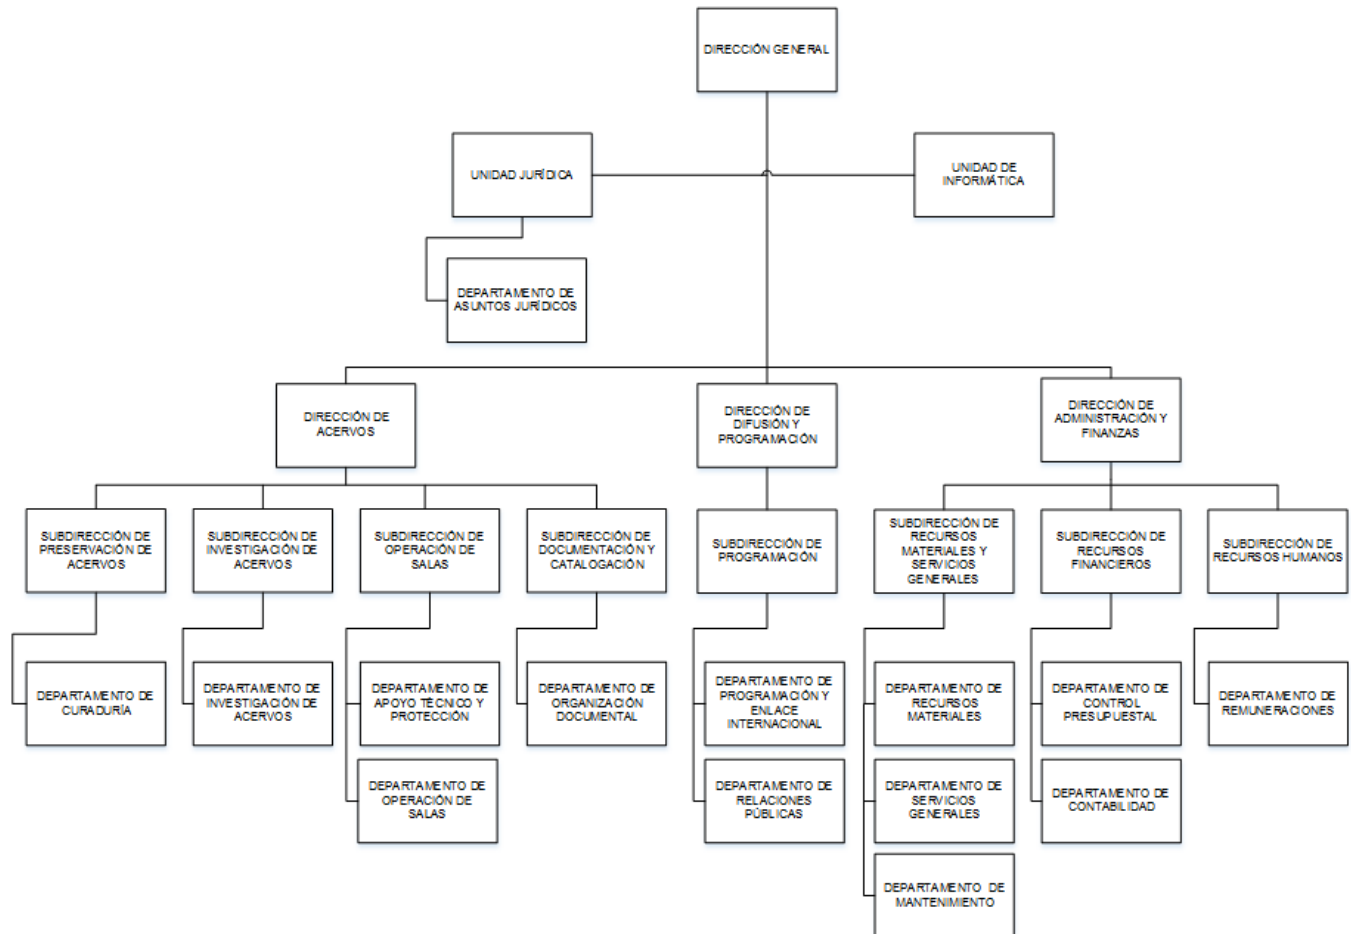 DIRECCIÓN GENERAL
UNIDAD JURÍDICA
UNIDAD DE
INFORMÁTICA
DEPARTAMENTO DE
ASUNTOS JURÍDICOS
DIRECCIÓN DE
ACERVOS
DIRECCIÓN DE
DIFUSIÓN Y
PROGRAMACIÓN
DIRECCIÓN DE
ADMINISTRACIÓN Y
FINANZAS
SUBDIRECCIÓN DE
PRESERVACIÓN DE
ACERVOS
SUBDIRECCIÓN DE
INVESTIGACIÓN DE
ACERVOS
SUBDIRECCIÓN DE
OPERACIÓN DE
SALAS
SUBDIRECCIÓN DE
DOCUMENTACIÓN Y
CATALOGACIÓN
SUBDIRECCIÓN DE
PROGRAMACIÓN
SUBDIRECCIÓN DE
RECURSOS
MATERIALES Y
SERVICIOS
GENERALES
SUBDIRECCIÓN DE
RECURSOS
FINANCIEROS
SUBDIRECCIÓN DE
RECURSOS HUMANOS
DEPARTAMENTO DE
CURADURÍA
DEPARTAMENTO DE
INVESTIGACIÓN DE
ACERVOS
DEPARTAMENTO DE
APOYO TÉCNICO Y
PROTECCIÓN
DEPARTAMENTO DE
ORGANIZACIÓN
DOCUMENTAL
DEPARTAMENTO DE
PROGRAMACIÓN Y
ENLACE
INTERNACIONAL
DEPARTAMENTO DE
RECURSOS
MATERIALES
DEPARTAMENTO DE
CONTROL
PRESUPUESTAL
DEPARTAMENTO DE
REMUNERACIONES
DEPARTAMENTO DE
OPERACIÓN DE
SALAS
DEPARTAMENTO DE
RELACIONES
PÚBLICAS
DEPARTAMENTO DE
SERVICIOS
GENERALES
DEPARTAMENTO DE
CONTABILIDAD
DEPARTAMENTO DE
MANTENIMIENTO